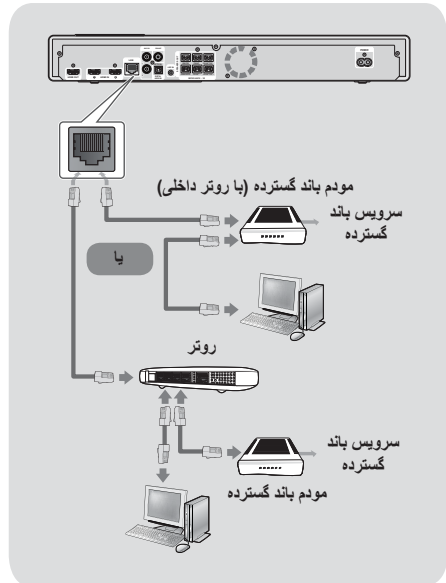 مودم باند گسترده (با روتر داخلی)
سرویس باند
گسترده
یا
روتر
سرویس باند
گسترده
مودم باند گسترده